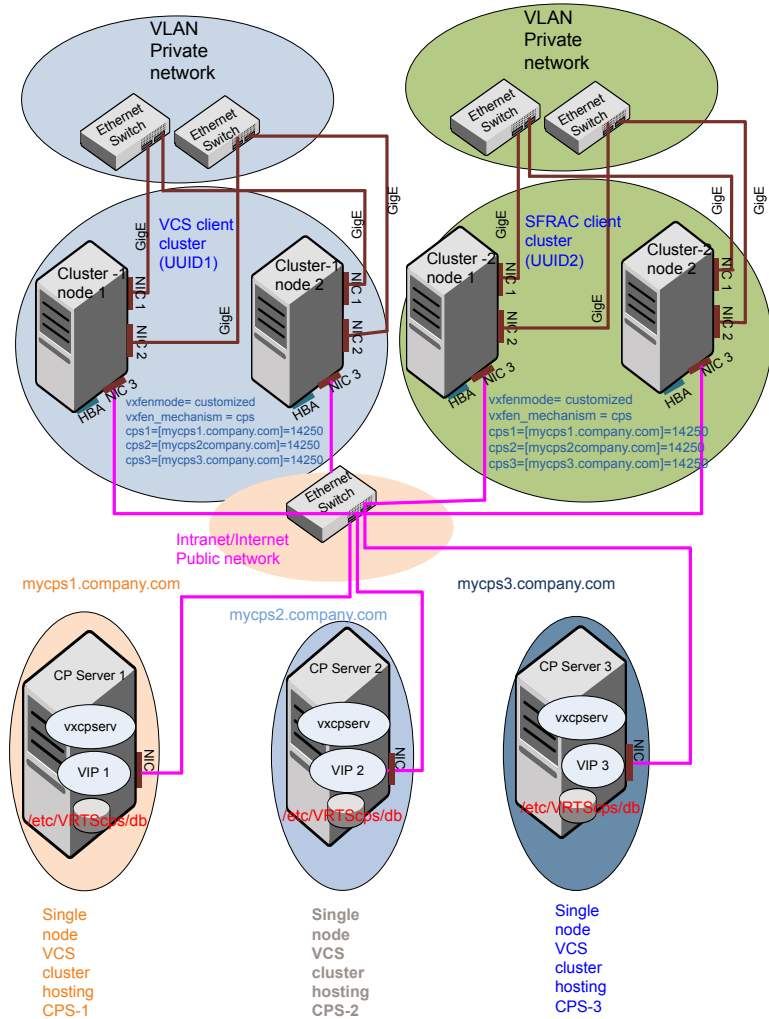 VLAN
Private
network
VLAN
Private
network
Ethernet
Switch
Ethernet
Switch
Ethernet
Switch
Ethernet
Switch
GigE
GigE
GigE
GigE
GigE
GigE
GigE
GigE
VCS client
cluster
(UUID1)
SFRAC client
cluster
(UUID2)
Cluster -1
node 1
NIC 1
NIC 2
NIC 3
HBA
Cluster-1
node 2
NIC 1
NIC 2
NIC 3
HBA
Cluster -2
node 1
NIC 1
NIC 2
NIC 3
HBA
Cluster-2
node 2
NIC 1
NIC 2
NIC 3
HBA
vxfenmode= customized
vxfen_mechanism = cps
cps1=[mycps1.company.com]=14250
cps2=[mycps2company.com]=14250
cps3=[mycps3.company.com]=14250
vxfenmode= customized
vxfen_mechanism = cps
cps1=[mycps1.company.com]=14250
cps2=[mycps2company.com]=14250
cps3=[mycps3.company.com]=14250
Ethernet
Switch
Intranet/Internet
Public network
mycps1.company.com
mycps2.company.com
mycps3.company.com
CP Server 1
vxcpserv
VIP 1
NIC
/etc/VRTScps/db
CP Server 2
vxcpserv
VIP 2
NIC
/etc/VRTScps/db
CP Server 3
vxcpserv
VIP 3
NIC
/etc/VRTScps/db
Single
node
VCS
cluster
hosting
CPS-1
Single
node
VCS
cluster
hosting
CPS-2
Single
node
VCS
cluster
hosting
CPS-3